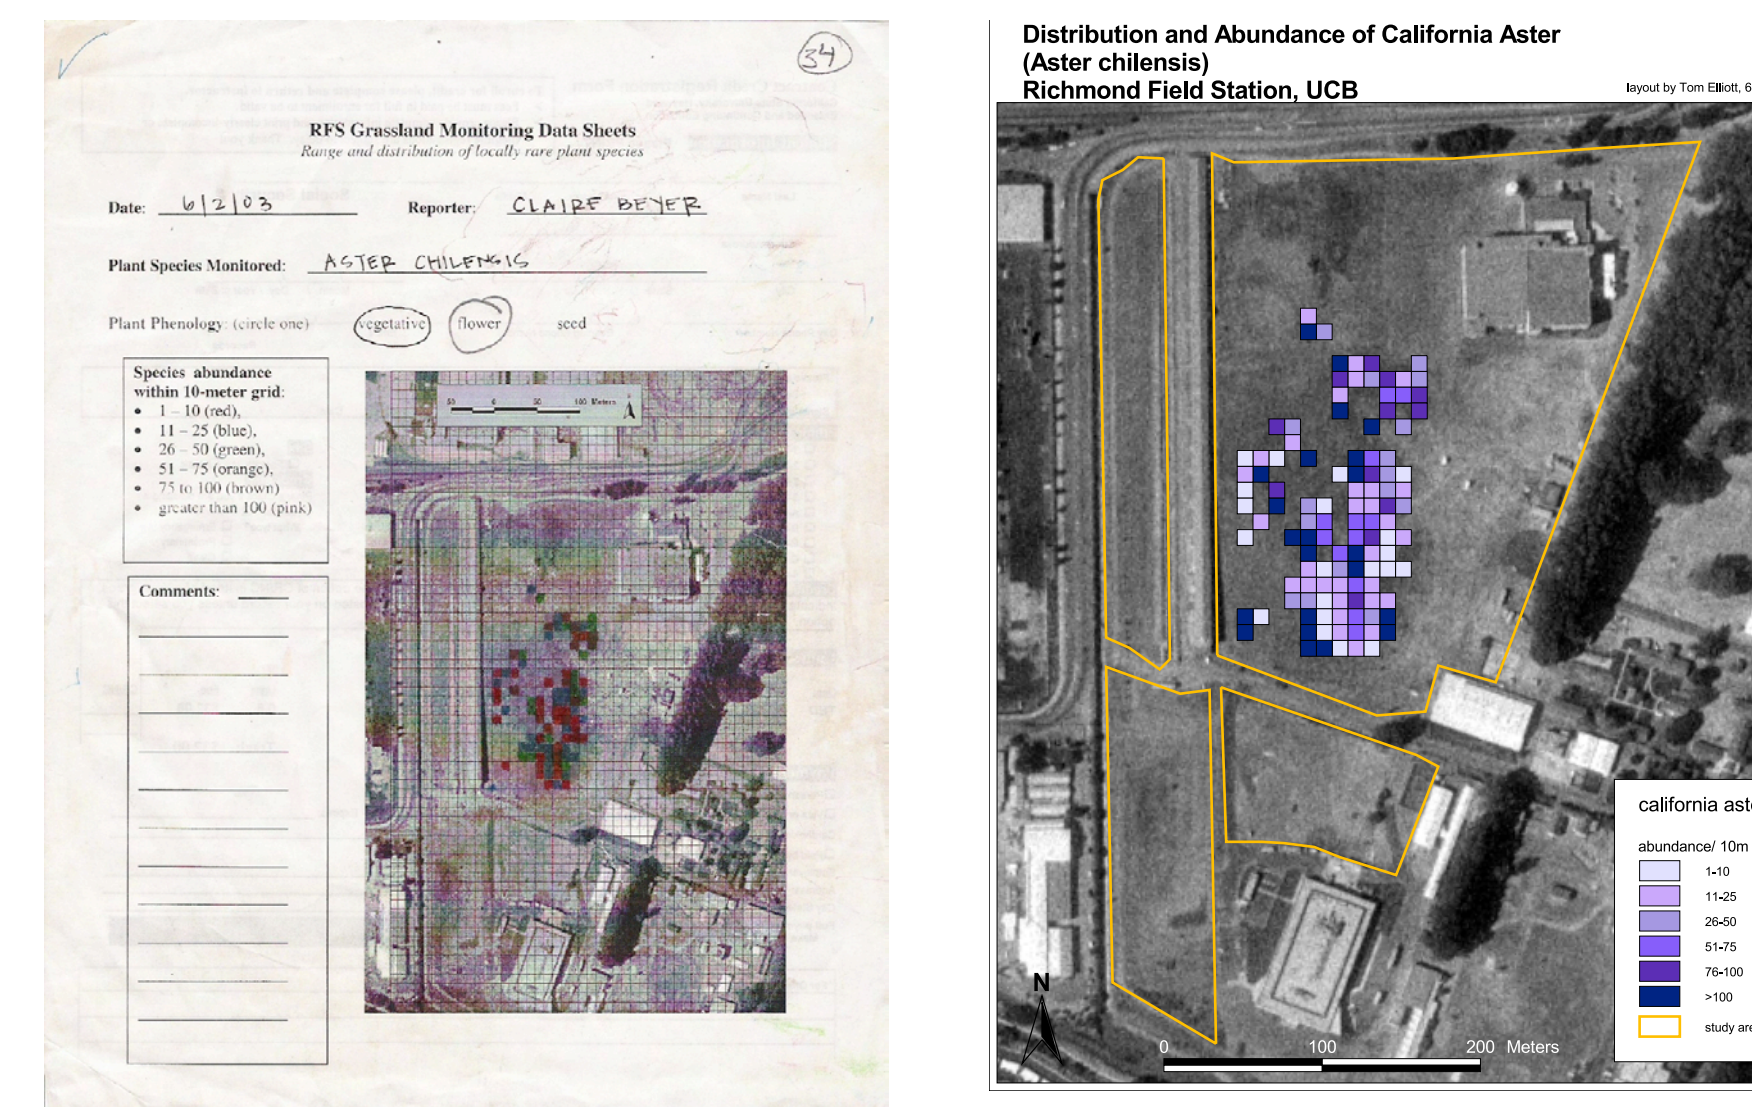 34
RFS Grassland Monitoring Data Sheets
Range and distribution of locally rare plant species
Date: 6/2/03 Reporter: CLAIRE BEYER
Plant Species Monitored: ASTER CHILENSIS
Plant Phenology: (circle one) vegetative flower seed
Species abundance
within 10-meter grid:
• 1 – 10 (red),
• 11 – 25 (blue),
• 26 – 50 (green),
• 51 – 75 (orange),
• 75 to 100 (brown)
• greater than 100 (pink)
50 0 50 100 Meters
Comments:
Distribution and Abundance of California Aster
(Aster chilensis)
Richmond Field Station, UCB
layout by Tom Elliott, 6
california ast
abundance/ 10m
1-10
11-25
26-50
51-75
76-100
>100
study are
N
0 100 200 Meters